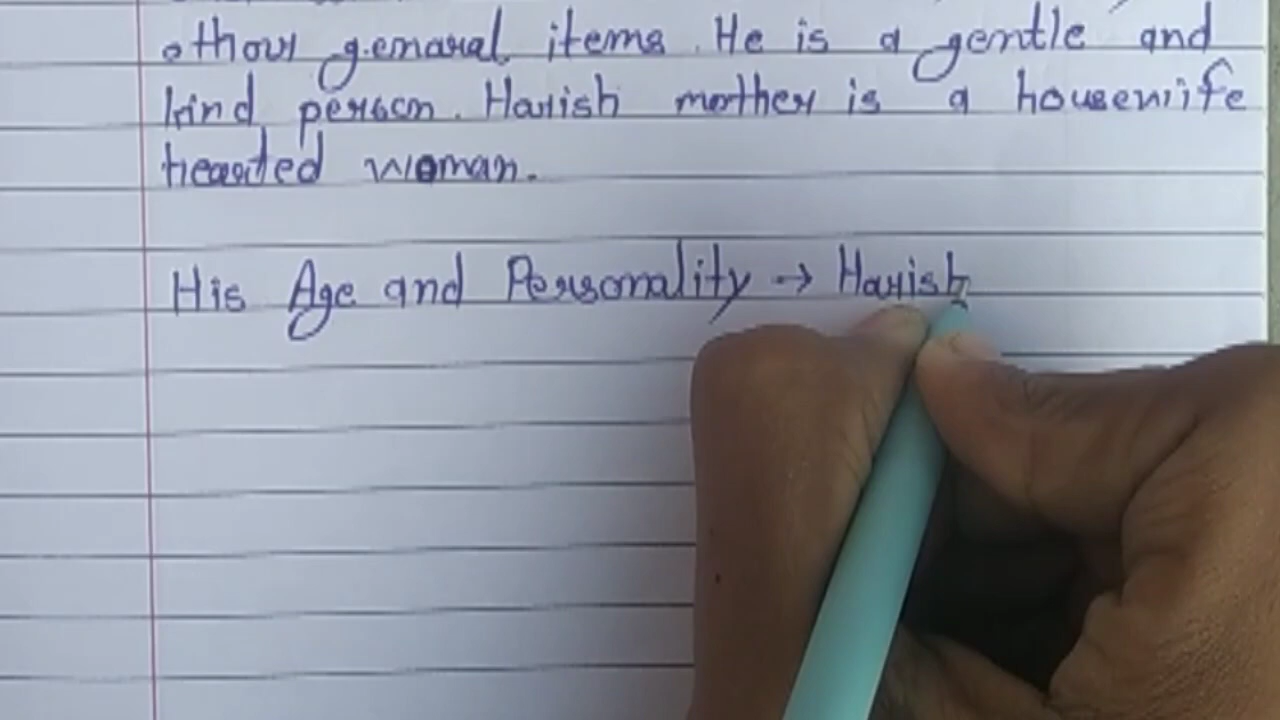 othour genaral items. He is a gentle and
kind person. Harish mother is a housewife
hearted woman.
His Age and Personality → Harish